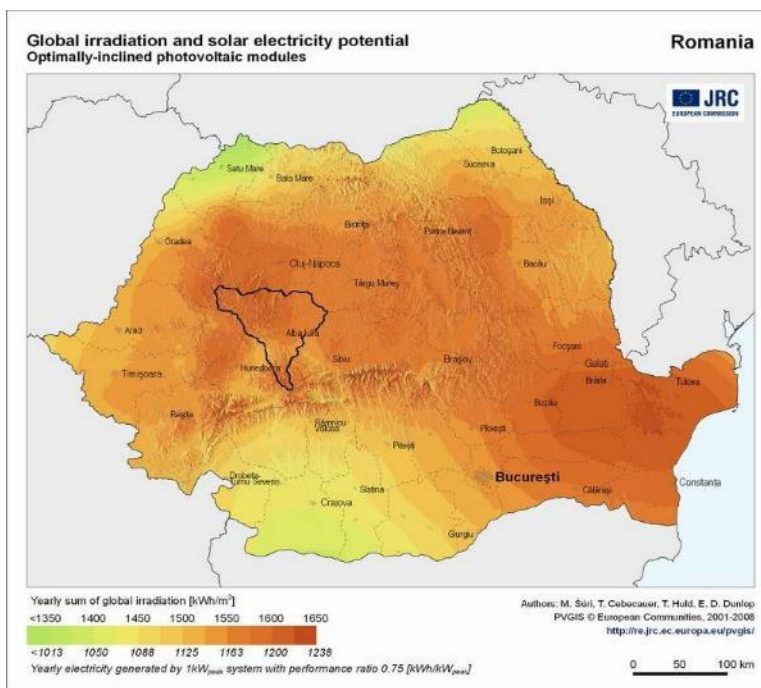 Global irradiation and solar electricity potential
Optimally-inclined photovoltaic modules
Romania
JRC
EUROPEAN COMMISSION
Satu Mare
Baia Mare
Botoşani
Suceava
Iaşi
Oradea
Bistriţa
Piatra Neamţ
Cluj-Napoca
Bacău
Târgu Mureş
Arad
Alba Iulia
Focşani
Timişoara
Hunedoara
Sibiu
Braşov
Galaţi
Brăila
Tulcea
Reşiţa
Buzău
Râmnicu
Vâlcea
Piteşti
Ploieşti
Drobeta-
Turnu Severin
Slatina
Bucureşti
Constanţa
Călăraşi
Craiova
Giurgiu
Yearly sum of global irradiation [kWh/m²]
<1350 1400 1450 1500 1550 1600 1650
<1013 1050 1088 1125 1163 1200 1238
Yearly electricity generated by 1kWpeak system with performance ratio 0.75 [kWh/kWpeak]
Authors: M. Šúri, T. Cebecauer, T. Huld, E. D. Dunlop
PVGIS © European Communities, 2001-2008
http://re.jrc.ec.europa.eu/pvgis/
0 50 100 km